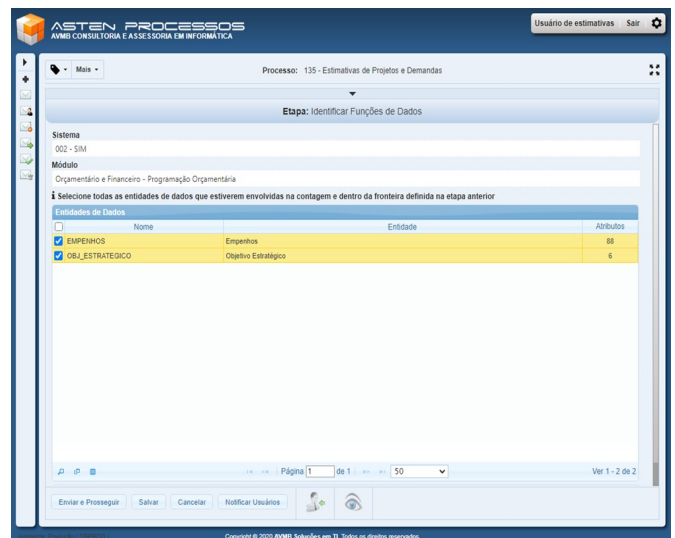 ASTEN PROCESSOS
AVMB CONSULTORIA E ASSESSORIA EM INFORMÁTICA
Usuário de estimativas Sair
Mais
Processo: 135 - Estimativas de Projetos e Demandas
Etapa: Identificar Funções de Dados
Sistema
002 - SIM
Módulo
Orçamentário e Financeiro - Programação Orçamentária
Selecione todas as entidades de dados que estiverem envolvidas na contagem e dentro da fronteira definida na etapa anterior
Entidades de Dados
Nome Entidade Atributos
EMPENHOS Empenhos 88
OBJ_ESTRATEGICO Objetivo Estratégico 6
Página 1 de 1 50 Ver 1 - 2 de 2
Enviar e Prosseguir Salvar Cancelar Notificar Usuários
Copyright © 2020 AVMB Soluções em TI. Todos os direitos reservados.